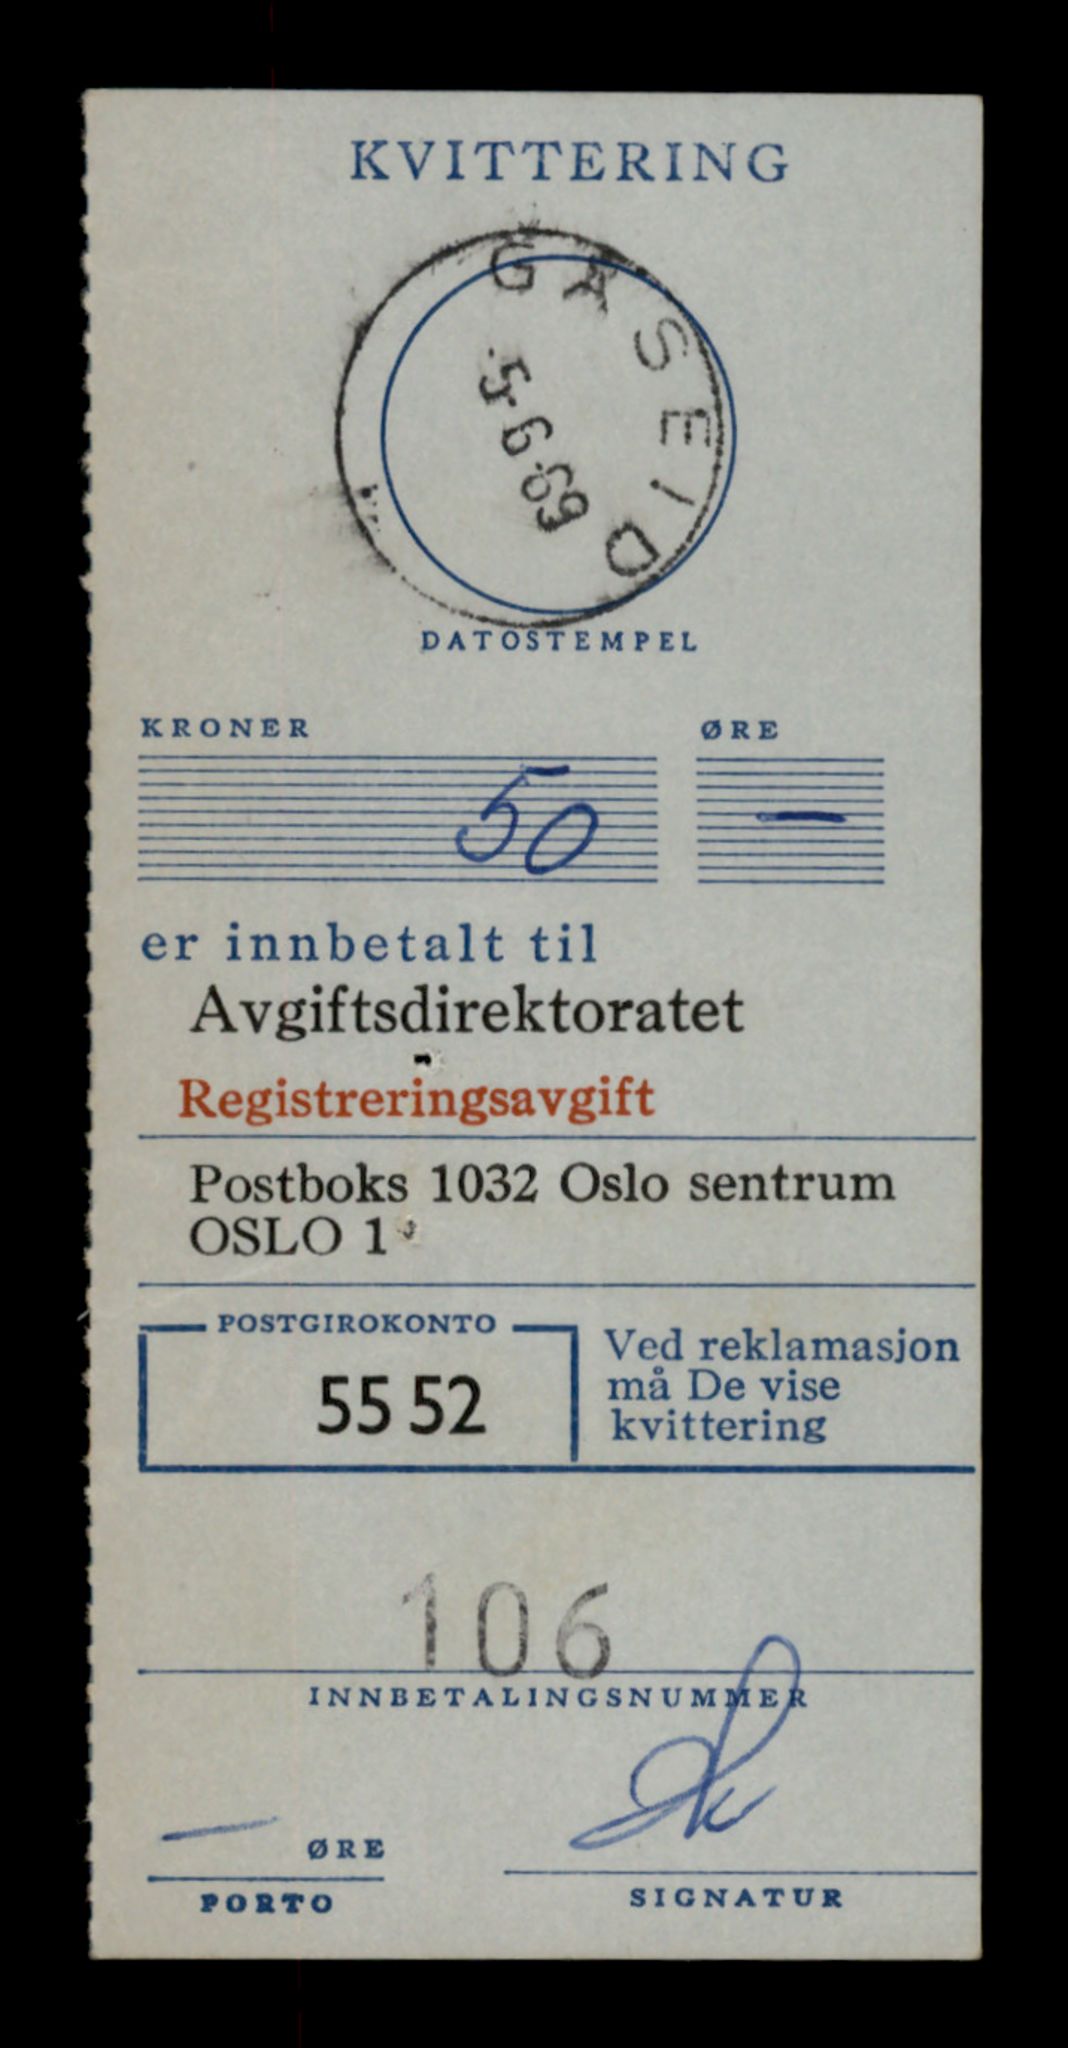 KVITTERING
GÅSEID
5.6.69
DATOSTEMPEL
KRONER ØRE
50 —
er innbetalt til
Avgiftsdirektoratet
Registreringsavgift
Postboks 1032 Oslo sentrum
OSLO 1
POSTGIROKONTO
55 52
Ved reklamasjon
må De vise
kvittering
106
INNBETALINGSNUMMER
— ØRE
PORTO
SIGNATUR